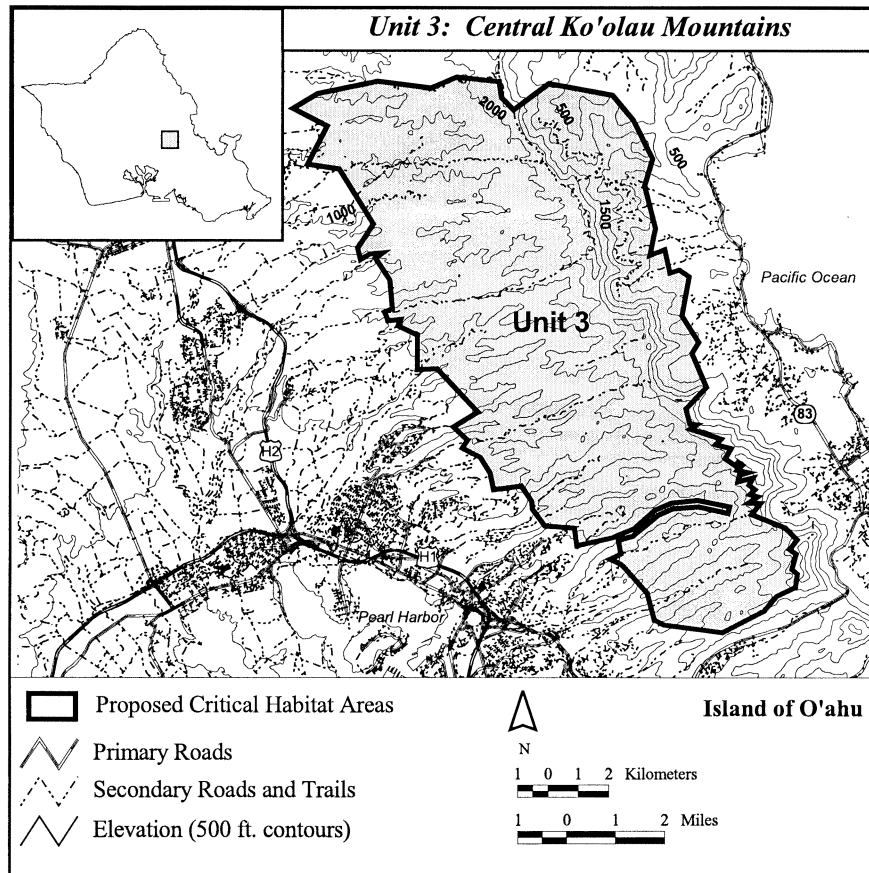 Unit 3: Central Ko'olau Mountains
2000
500
500
1000
1500
Pacific Ocean
Unit 3
83
H2
H1
Pearl Harbor
Proposed Critical Habitat Areas
Island of O'ahu
Primary Roads
N
Secondary Roads and Trails
1 0 1 2 Kilometers
Elevation (500 ft. contours)
1 0 1 2 Miles